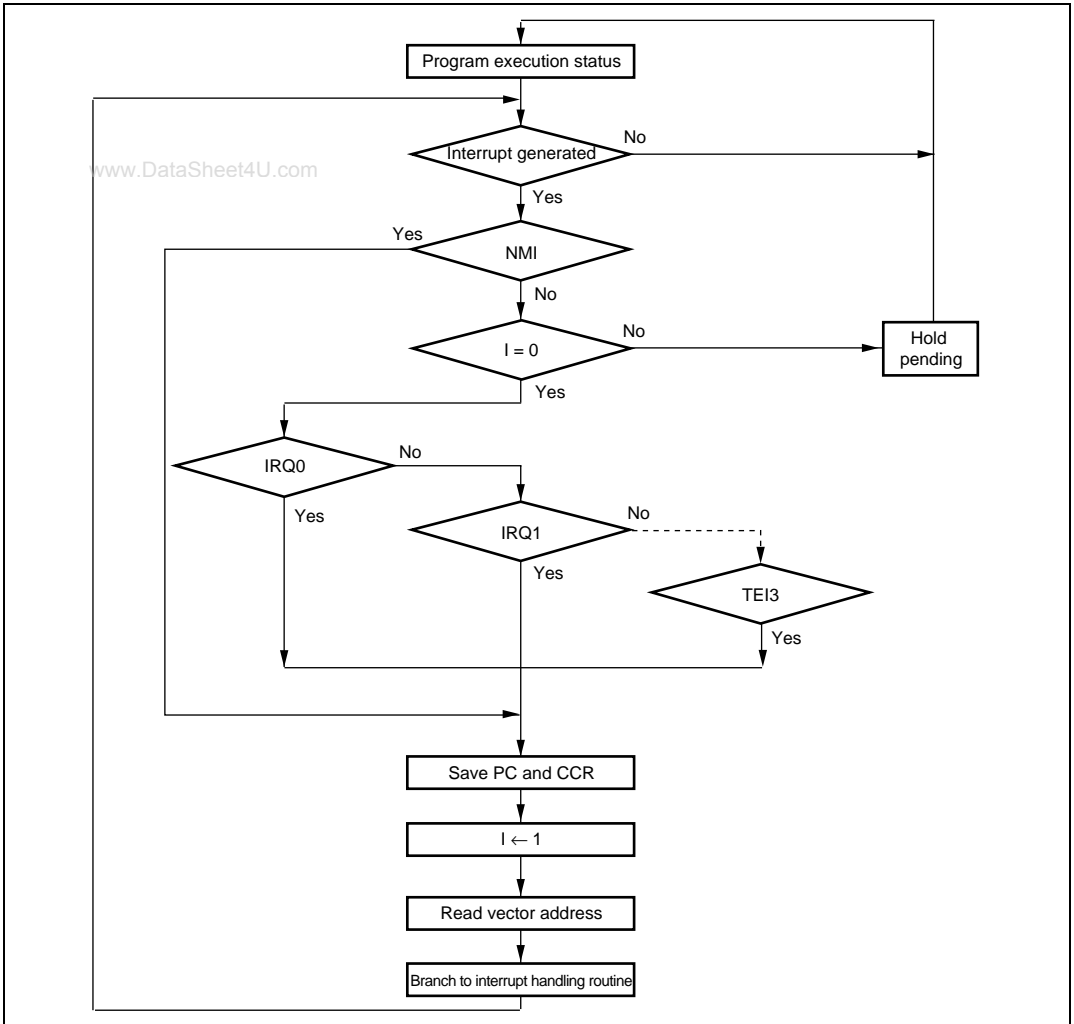 Program execution status
Interrupt generated
No
www.DataSheet4U.com
Yes
Yes
NMI
No
I = 0
No
Hold
pending
Yes
IRQ0
No
Yes
IRQ1
No
Yes
TEI3
Yes
Save PC and CCR
I ← 1
Read vector address
Branch to interrupt handling routine